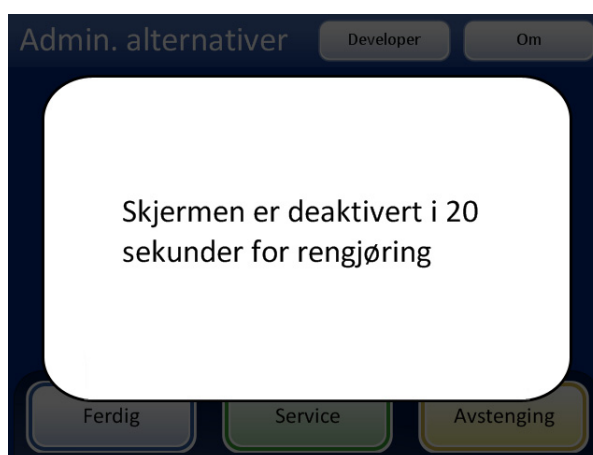 Admin. alternativer
Developer
Om
Skjermen er deaktivert i 20
sekunder for rengjøring
Ferdig
Service
Avstenging